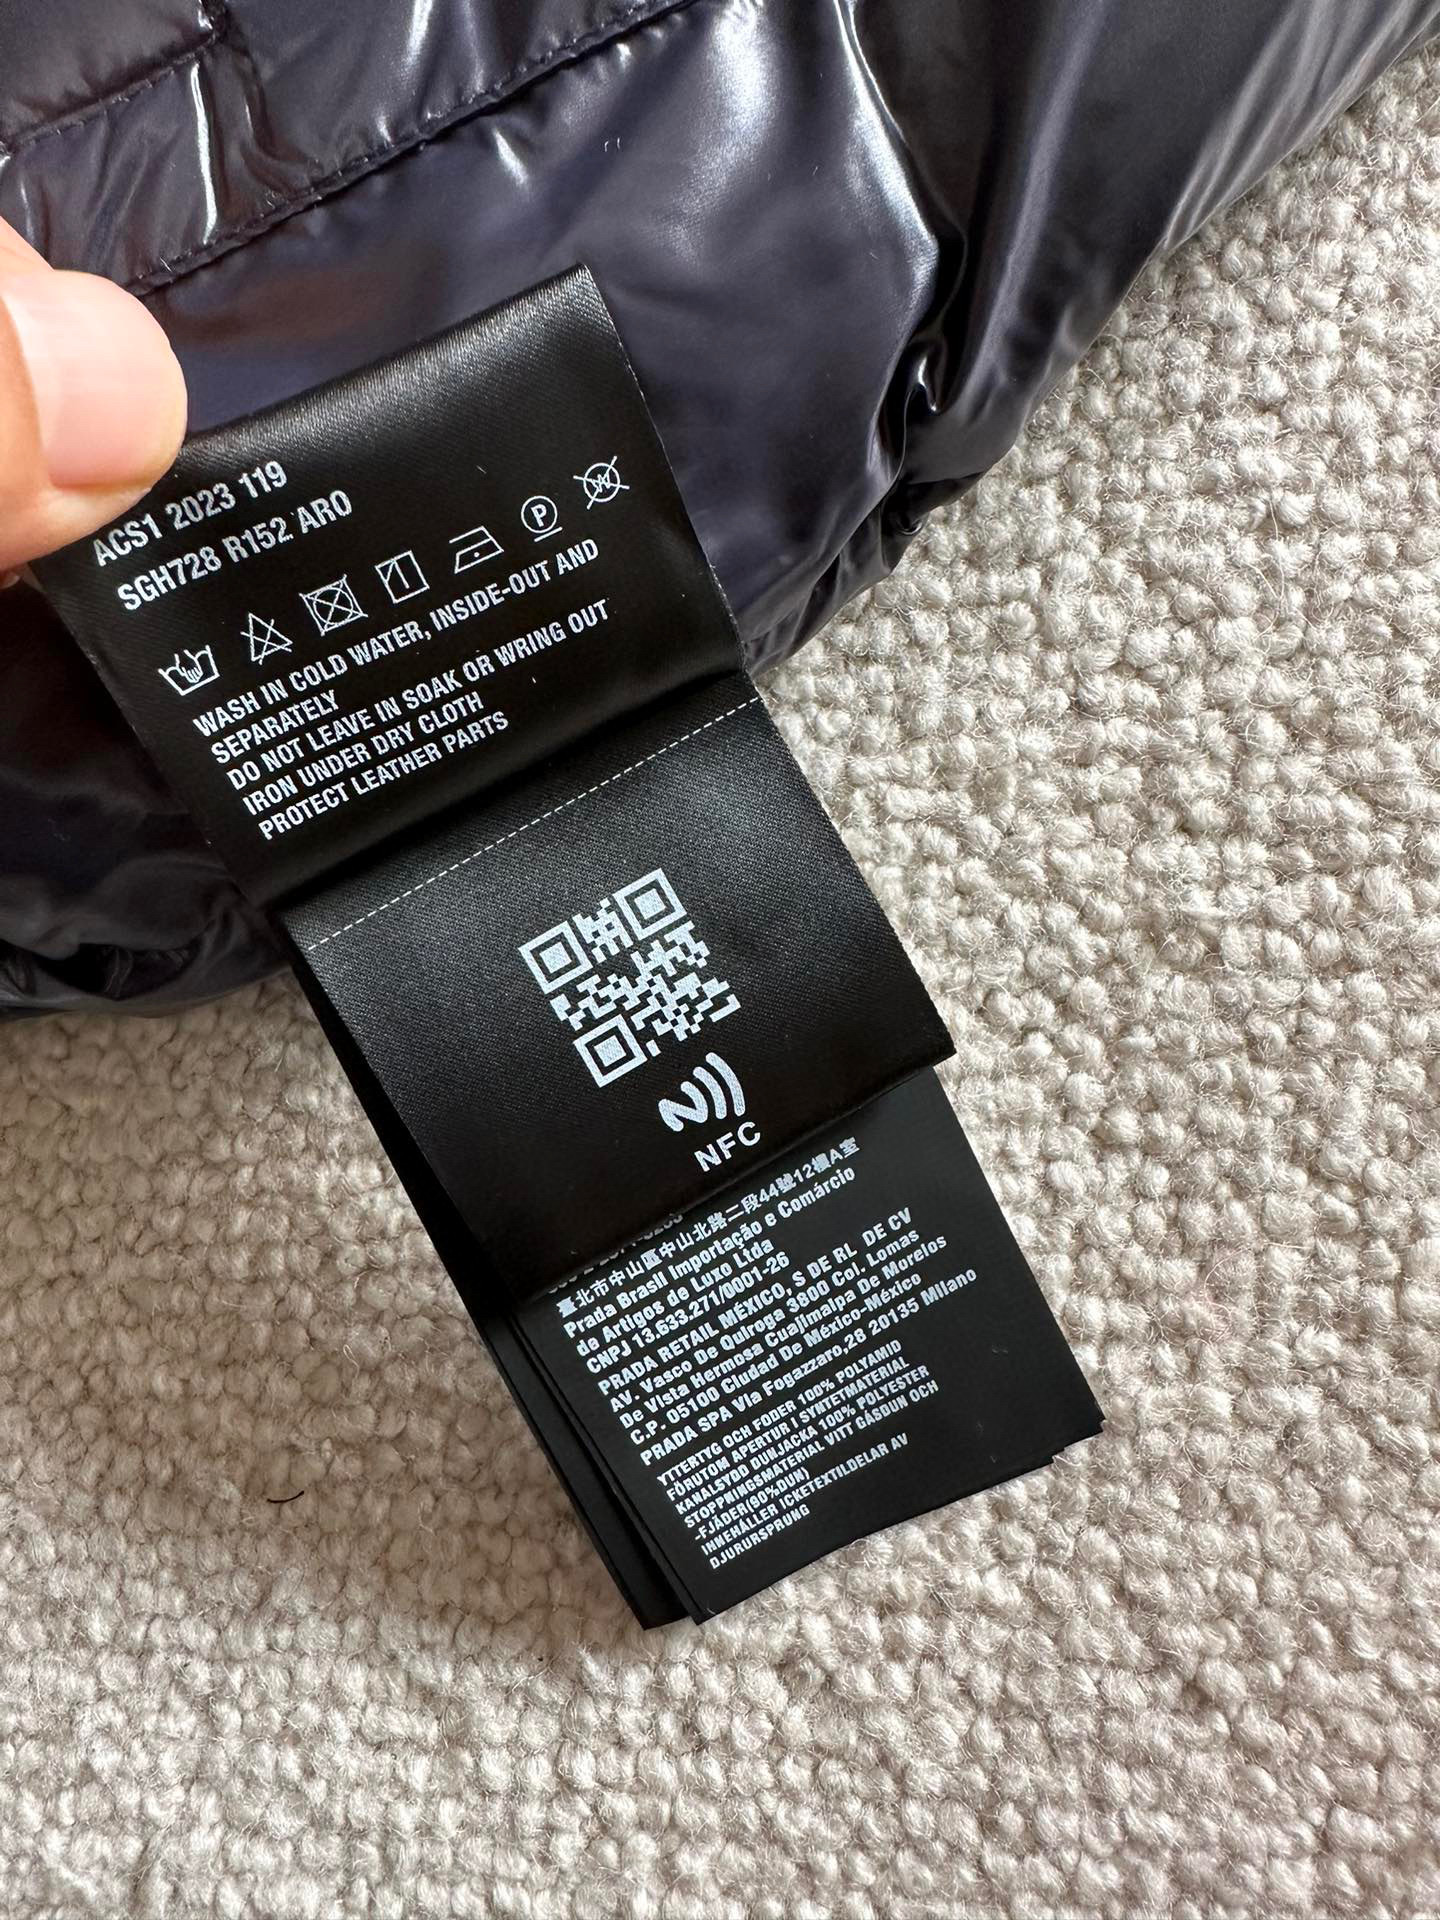 ACS1 2023 119
SGH728 R152 ARO
WASH IN COLD WATER, INSIDE-OUT AND
SEPARATELY
DO NOT LEAVE IN SOAK OR WRING OUT
IRON UNDER DRY CLOTH
PROTECT LEATHER PARTS
NFC
臺北市中山區中山北路二段44號12樓A室
Prada Brasil Importação e Comárcio
de Artigos de Luxo Ltda
CNPJ 13.633.271/0001-26
PRADA RETAIL MÉXICO, S DE RL DE CV
AV. Vasco De Quiroga 3800 Col. Lomas
De Vista Hermosa Cuajimalpa De Morelos
C.P. 05100 Ciudad De México-México
PRADA SPA Via Fogazzaro,28 20135 Milano
YTTERTYG OCH FODER 100% POLYAMID
FÖRUTOM APERTUR I SYNTETMATERIAL
KANALSYDD DUNJACKA 100% POLYESTER
STOPPNINGSMATERIAL VITT GÅSDUN OCH
-FJÄDER(90%DUN)
INNEHÅLLER ICKETEXTILDELAR AV
DJURURSPRUNG